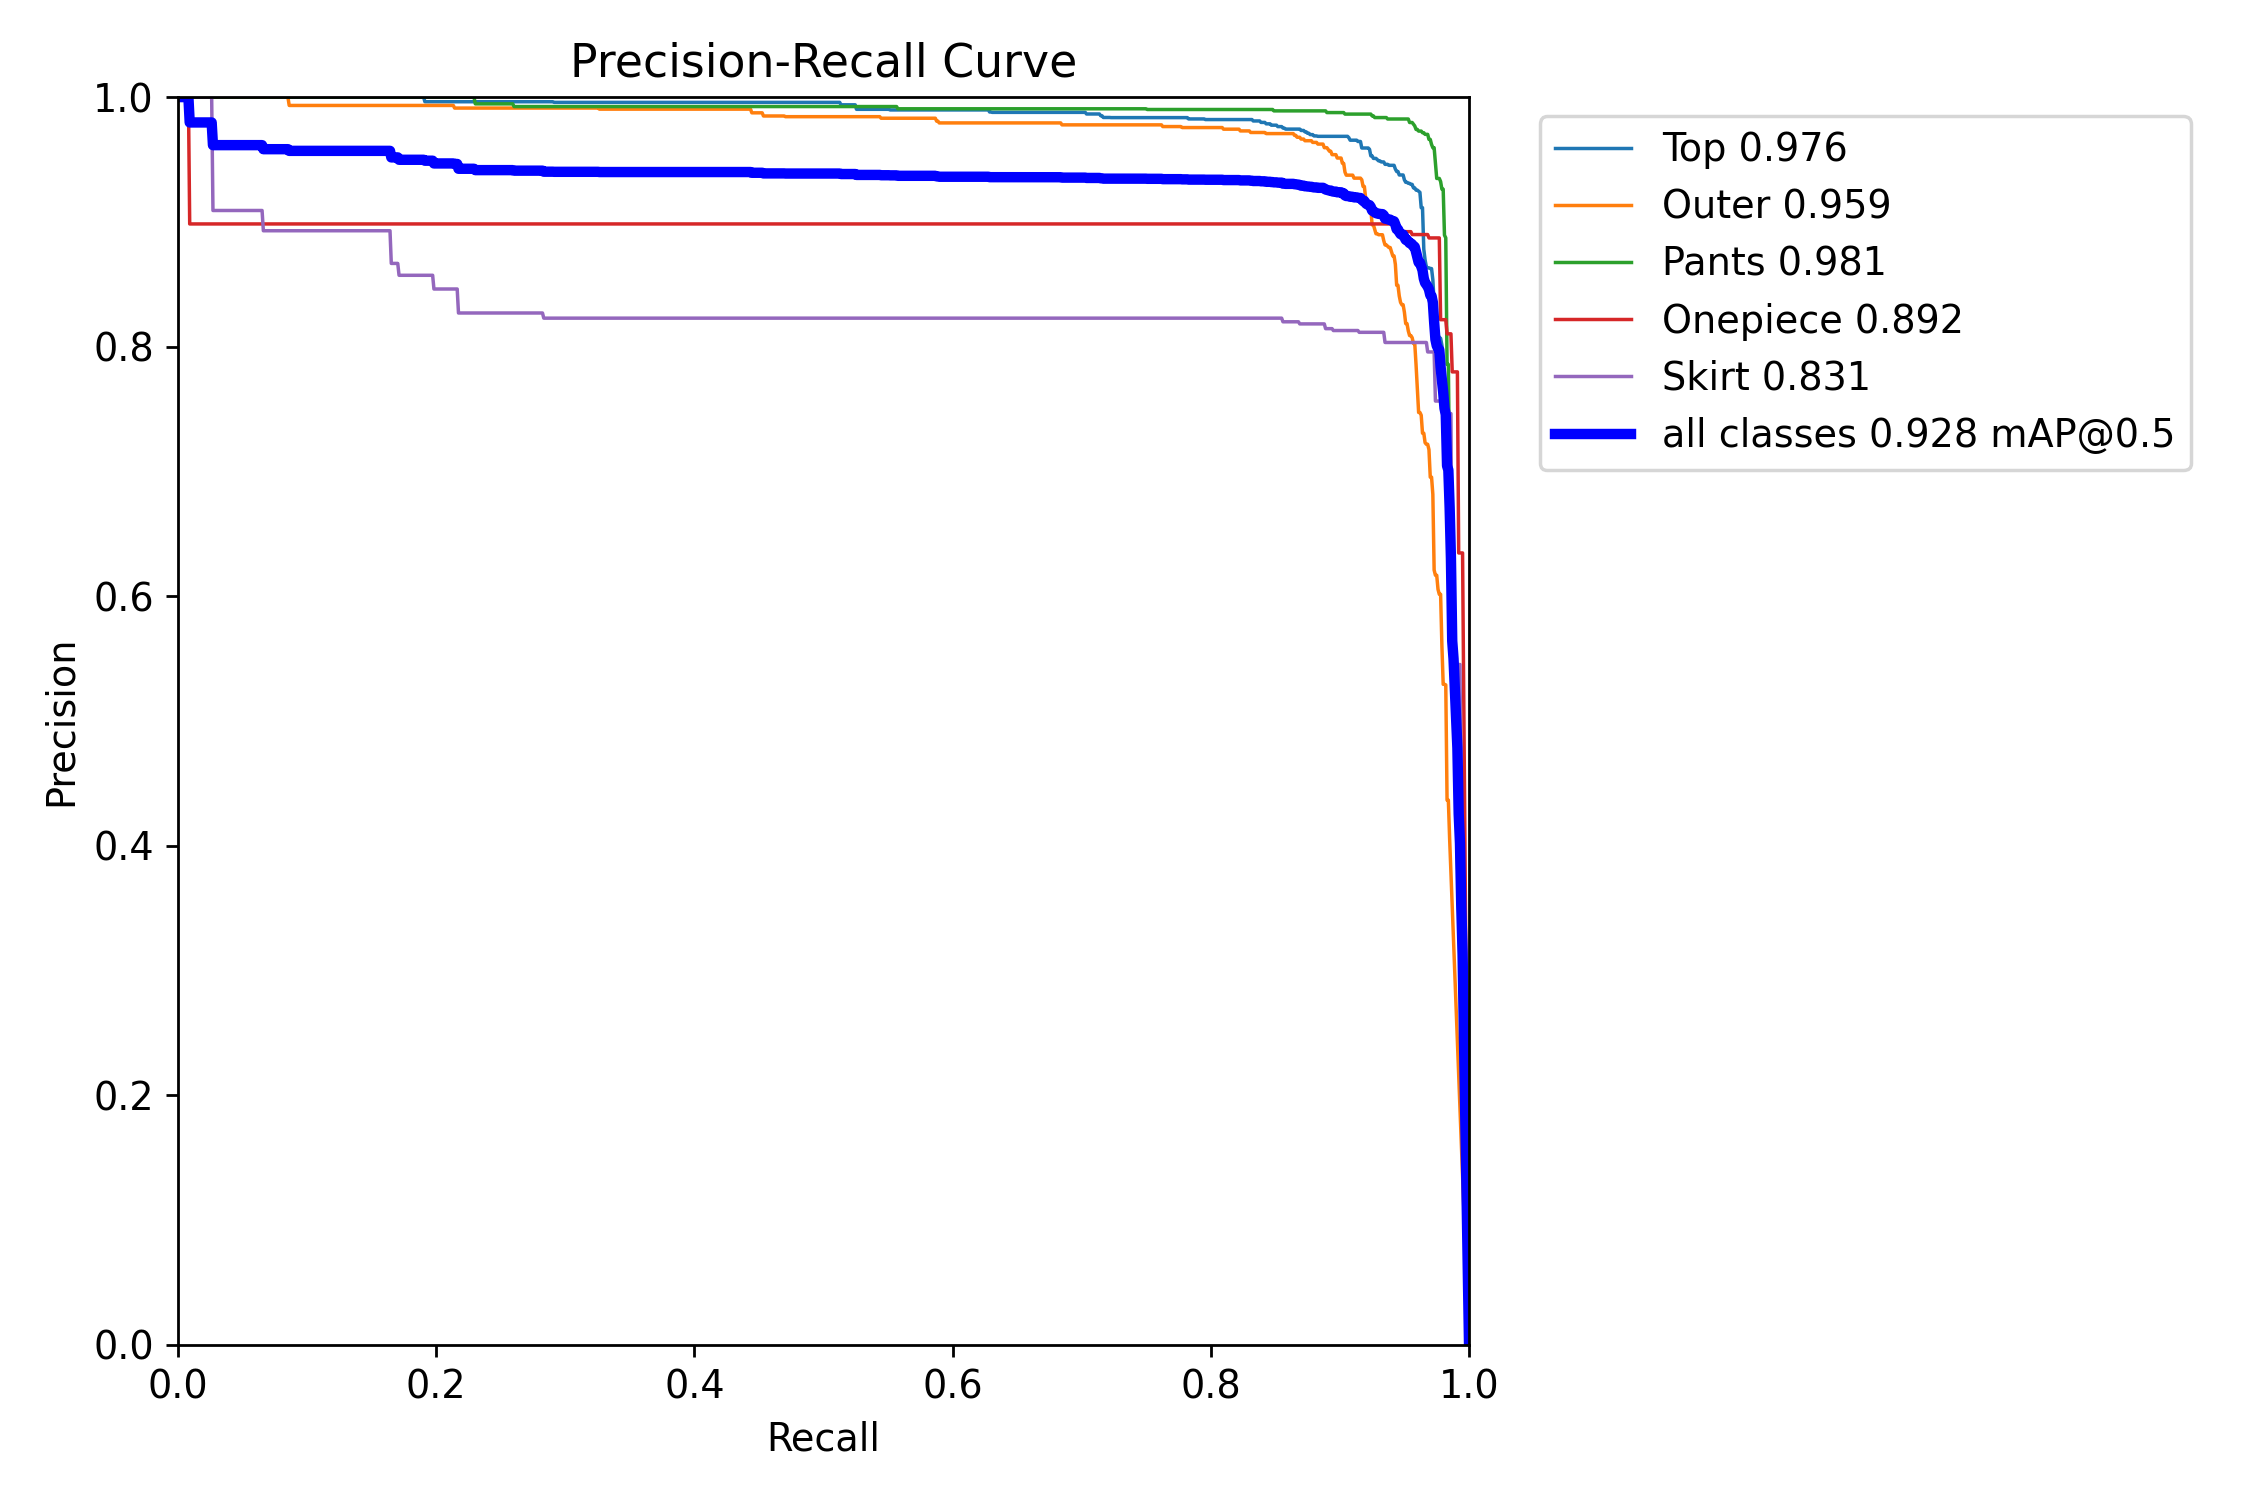 Precision-Recall Curve
1.0
0.8
0.6
0.4
0.2
0.0
Precision
0.0 0.2 0.4 0.6 0.8 1.0
Recall
Top 0.976
Outer 0.959
Pants 0.981
Onepiece 0.892
Skirt 0.831
all classes 0.928 mAP@0.5